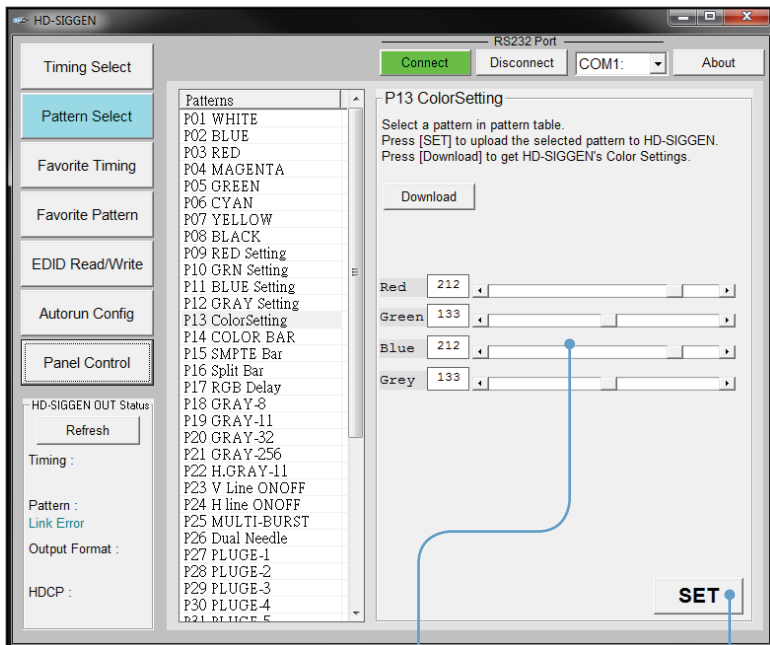 HD-SIGGEN
RS232 Port
Connect
Disconnect
COM1:
About
Timing Select
Pattern Select
Favorite Timing
Favorite Pattern
EDID Read/Write
Autorun Config
Panel Control
HD-SIGGEN OUT Status
Refresh
Timing :
Pattern :
Link Error
Output Format :
HDCP :
Patterns
P01 WHITE
P02 BLUE
P03 RED
P04 MAGENTA
P05 GREEN
P06 CYAN
P07 YELLOW
P08 BLACK
P09 RED Setting
P10 GRN Setting
P11 BLUE Setting
P12 GRAY Setting
P13 ColorSetting
P14 COLOR BAR
P15 SMPTE Bar
P16 Split Bar
P17 RGB Delay
P18 GRAY-8
P19 GRAY-11
P20 GRAY-32
P21 GRAY-256
P22 H.GRAY-11
P23 V Line ONOFF
P24 H line ONOFF
P25 MULTI-BURST
P26 Dual Needle
P27 PLUGE-1
P28 PLUGE-2
P29 PLUGE-3
P30 PLUGE-4
P31 PLUGE-5
P13 ColorSetting
Select a pattern in pattern table.
Press [SET] to upload the selected pattern to HD-SIGGEN.
Press [Download] to get HD-SIGGEN's Color Settings.
Download
Red 212
Green 133
Blue 212
Grey 133
SET